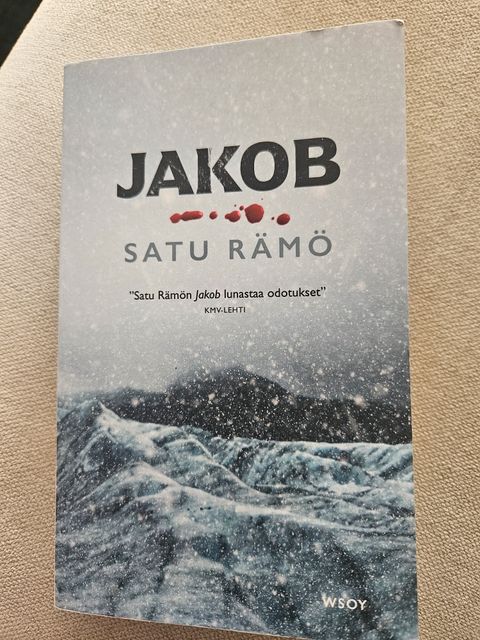 JAKOB
SATU RÄMÖ
”Satu Rämön Jakob lunastaa odotukset”
KMV-LEHTI
WSOY